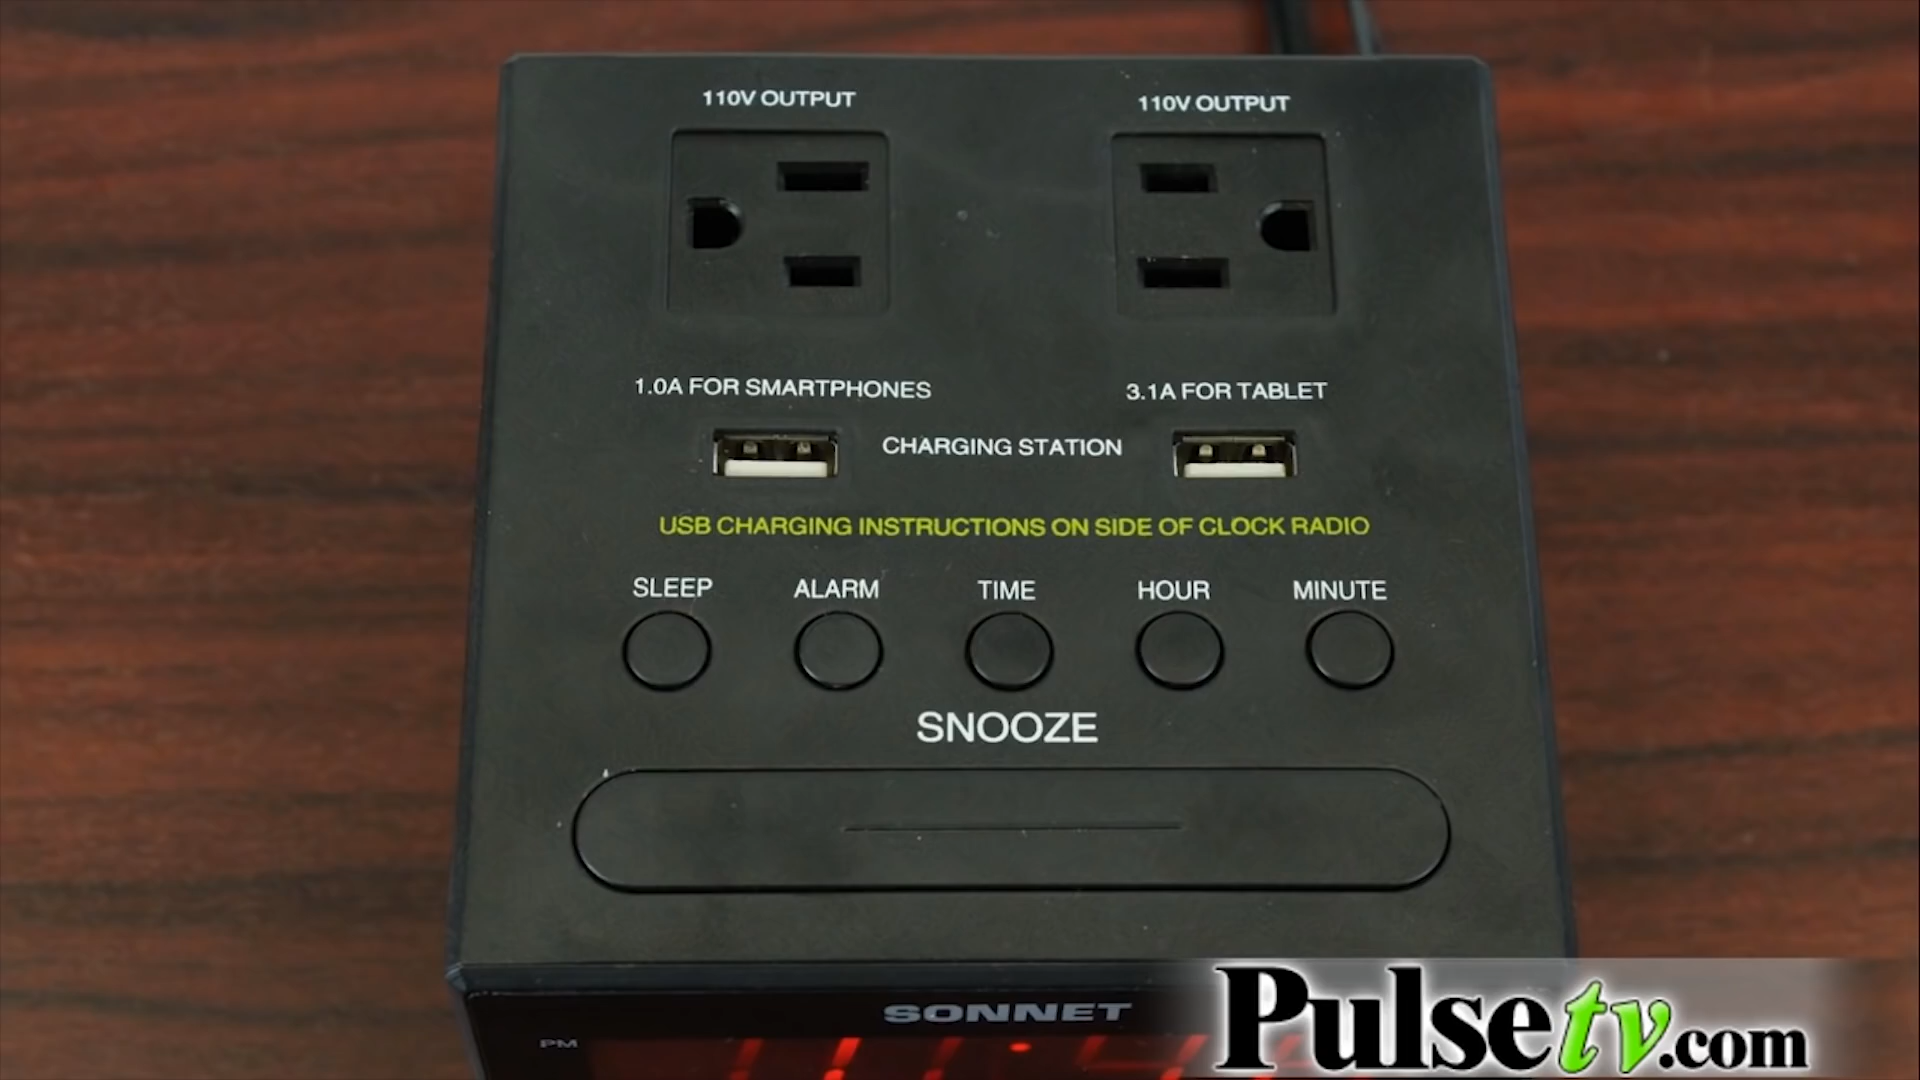 110V OUTPUT 110V OUTPUT
1.0A FOR SMARTPHONES 3.1A FOR TABLET
CHARGING STATION
USB CHARGING INSTRUCTIONS ON SIDE OF CLOCK RADIO
SLEEP ALARM TIME HOUR MINUTE
SNOOZE
SONNET
PM
Pulsetv.com